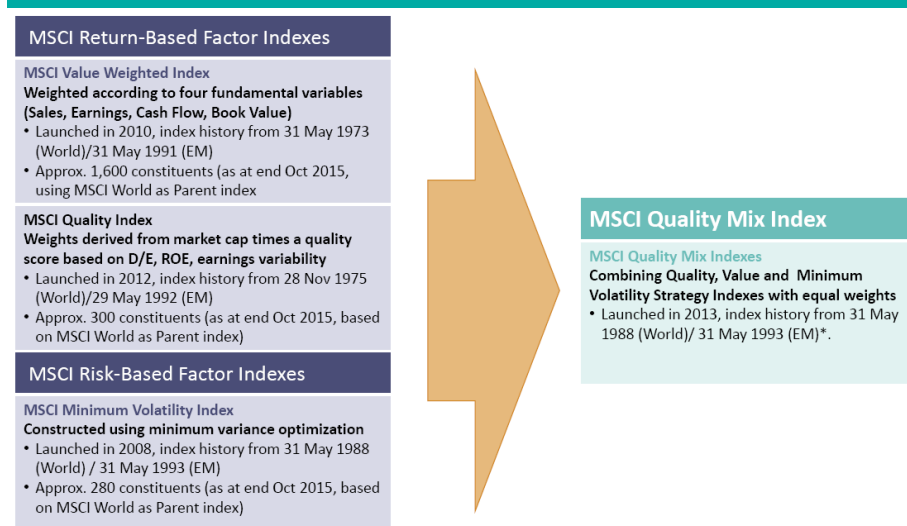 MSCI Return-Based Factor Indexes
MSCI Value Weighted Index
Weighted according to four fundamental variables
(Sales, Earnings, Cash Flow, Book Value)
• Launched in 2010, index history from 31 May 1973
(World)/31 May 1991 (EM)
• Approx. 1,600 constituents (as at end Oct 2015,
using MSCI World as Parent index
MSCI Quality Index
Weights derived from market cap times a quality
score based on D/E, ROE, earnings variability
• Launched in 2012, index history from 28 Nov 1975
(World)/29 May 1992 (EM)
• Approx. 300 constituents (as at end Oct 2015, based
on MSCI World as Parent index)
MSCI Risk-Based Factor Indexes
MSCI Minimum Volatility Index
Constructed using minimum variance optimization
• Launched in 2008, index history from 31 May 1988
(World) / 31 May 1993 (EM)
• Approx. 280 constituents (as at end Oct 2015, based
on MSCI World as Parent index)
MSCI Quality Mix Index
MSCI Quality Mix Indexes
Combining Quality, Value and Minimum
Volatility Strategy Indexes with equal weights
• Launched in 2013, index history from 31 May
1988 (World)/ 31 May 1993 (EM)*.